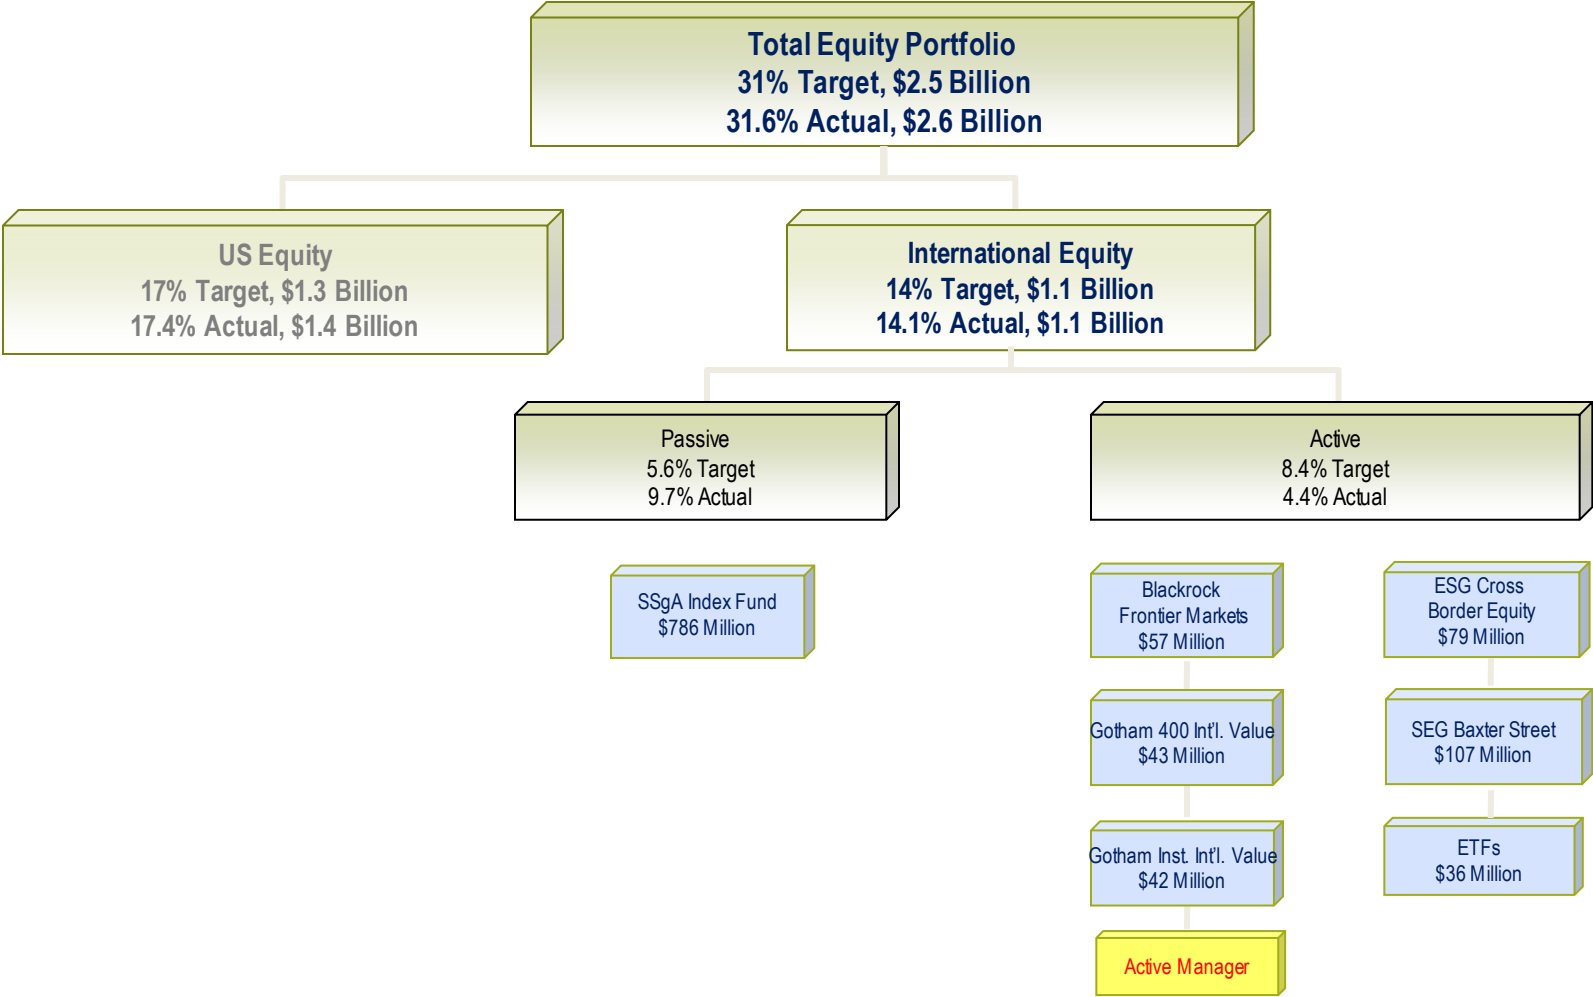 Total Equity Portfolio
31% Target, $2.5 Billion
31.6% Actual, $2.6 Billion
US Equity
17% Target, $1.3 Billion
17.4% Actual, $1.4 Billion
International Equity
14% Target, $1.1 Billion
14.1% Actual, $1.1 Billion
Passive
5.6% Target
9.7% Actual
Active
8.4% Target
4.4% Actual
SSgA Index Fund
$786 Million
Blackrock
Frontier Markets
$57 Million
ESG Cross
Border Equity
$79 Million
Gotham 400 Int'l. Value
$43 Million
SEG Baxter Street
$107 Million
Gotham Inst. Int'l. Value
$42 Million
ETFs
$36 Million
Active Manager